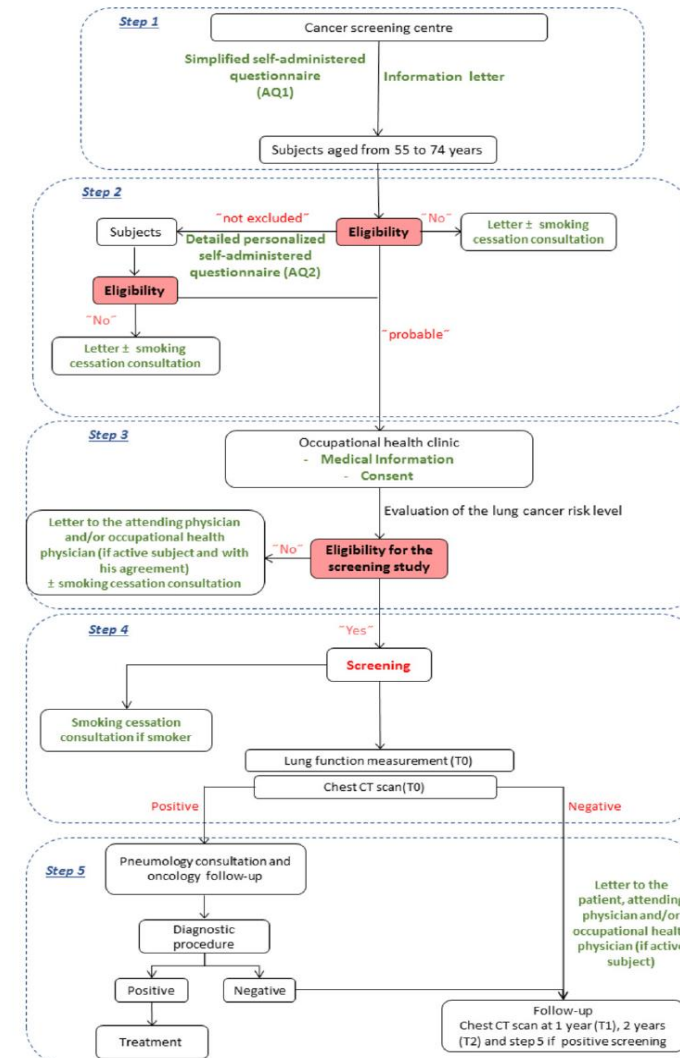 Step 1
Cancer screening centre
Simplified self-administered
questionnaire
(AQ1)
Information letter
Subjects aged from 55 to 74 years
Step 2
"not excluded"
Eligibility
"No"
Letter ± smoking
cessation consultation
Subjects
Detailed personalized
self-administered
questionnaire (AQ2)
Eligibility
"No"
Letter ± smoking
cessation consultation
"probable"
Step 3
Occupational health clinic
- Medical Information
- Consent
Evaluation of the lung cancer risk level
Letter to the attending physician
and/or occupational health
physician (if active subject and with
his agreement)
± smoking cessation consultation
"No"
Eligibility for the
screening study
Step 4
"Yes"
Screening
Smoking cessation
consultation if smoker
Lung function measurement (T0)
Chest CT scan(T0)
Positive
Negative
Step 5
Pneumology consultation and
oncology follow-up
Diagnostic
procedure
Positive
Negative
Treatment
Letter to the
patient, attending
physician and/or
occupational health
physician (if active
subject)
Follow-up
Chest CT scan at 1 year (T1), 2 years
(T2) and step 5 if positive screening